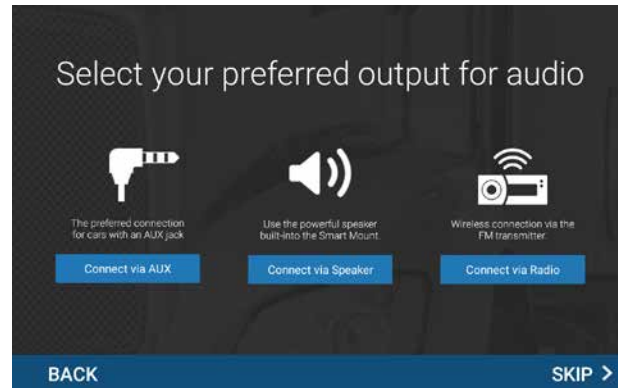 Select your preferred output for audio
The preferred connection
for cars with an AUX jack
Connect via AUX
Use the powerful speaker
built-into the Smart Mount.
Connect via Speaker
Wireless connection via the
FM transmitter.
Connect via Radio
BACK
SKIP >